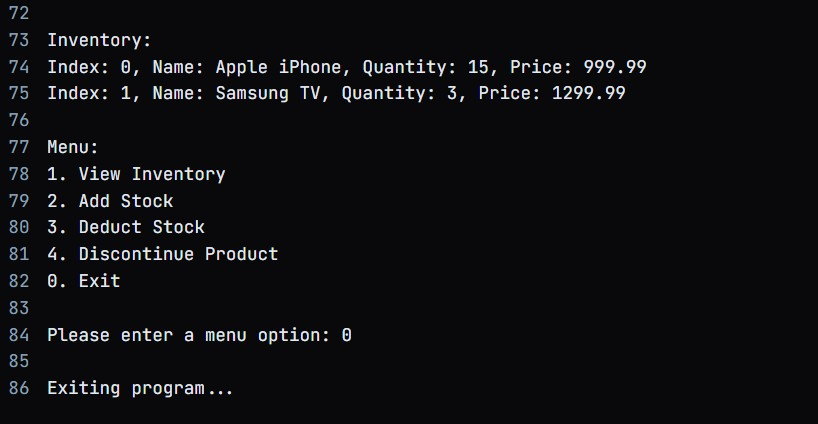 72
73 Inventory:
74 Index: 0, Name: Apple iPhone, Quantity: 15, Price: 999.99
75 Index: 1, Name: Samsung TV, Quantity: 3, Price: 1299.99
76
77 Menu:
78 1. View Inventory
79 2. Add Stock
80 3. Deduct Stock
81 4. Discontinue Product
82 0. Exit
83
84 Please enter a menu option: 0
85
86 Exiting program...